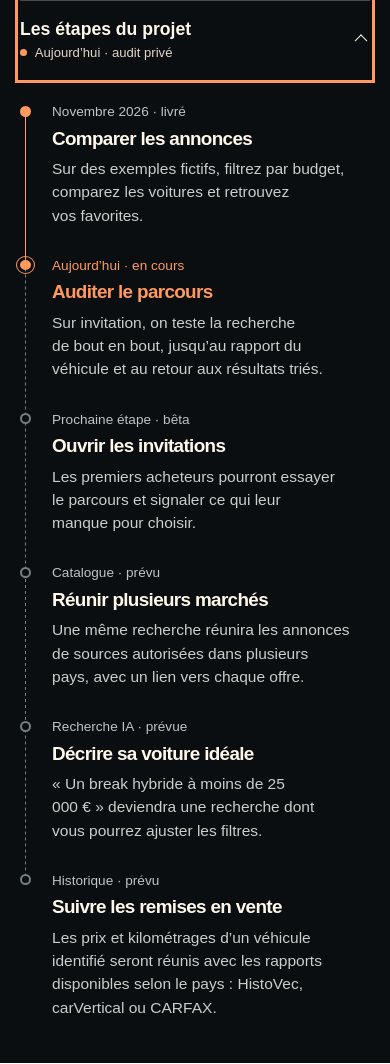 Les étapes du projet
Aujourd’hui · audit privé
Novembre 2026 · livré
Comparer les annonces
Sur des exemples fictifs, filtrez par budget,
comparez les voitures et retrouvez
vos favorites.
Aujourd’hui · en cours
Auditer le parcours
Sur invitation, on teste la recherche
de bout en bout, jusqu’au rapport du
véhicule et au retour aux résultats triés.
Prochaine étape · bêta
Ouvrir les invitations
Les premiers acheteurs pourront essayer
le parcours et signaler ce qui leur
manque pour choisir.
Catalogue · prévu
Réunir plusieurs marchés
Une même recherche réunira les annonces
de sources autorisées dans plusieurs
pays, avec un lien vers chaque offre.
Recherche IA · prévue
Décrire sa voiture idéale
« Un break hybride à moins de 25
000 € » deviendra une recherche dont
vous pourrez ajuster les filtres.
Historique · prévu
Suivre les remises en vente
Les prix et kilométrages d’un véhicule
identifié seront réunis avec les rapports
disponibles selon le pays : HistoVec,
carVertical ou CARFAX.